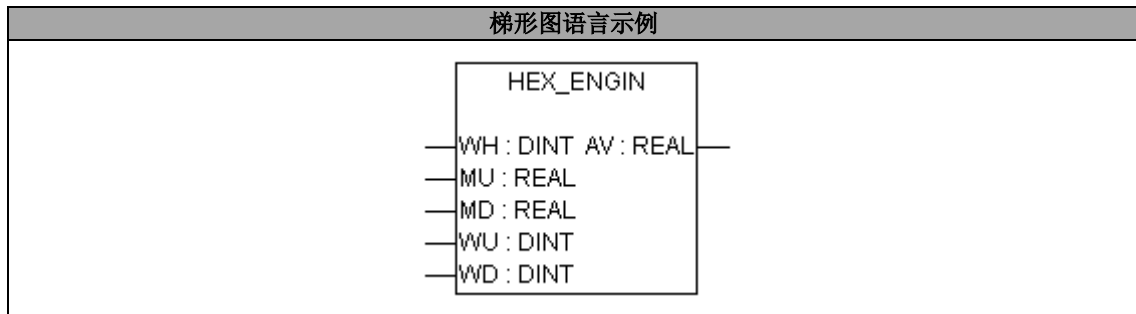 梯形图语言示例
HEX_ENGIN
WH : DINT AV : REAL
MU : REAL
MD : REAL
WU : DINT
WD : DINT